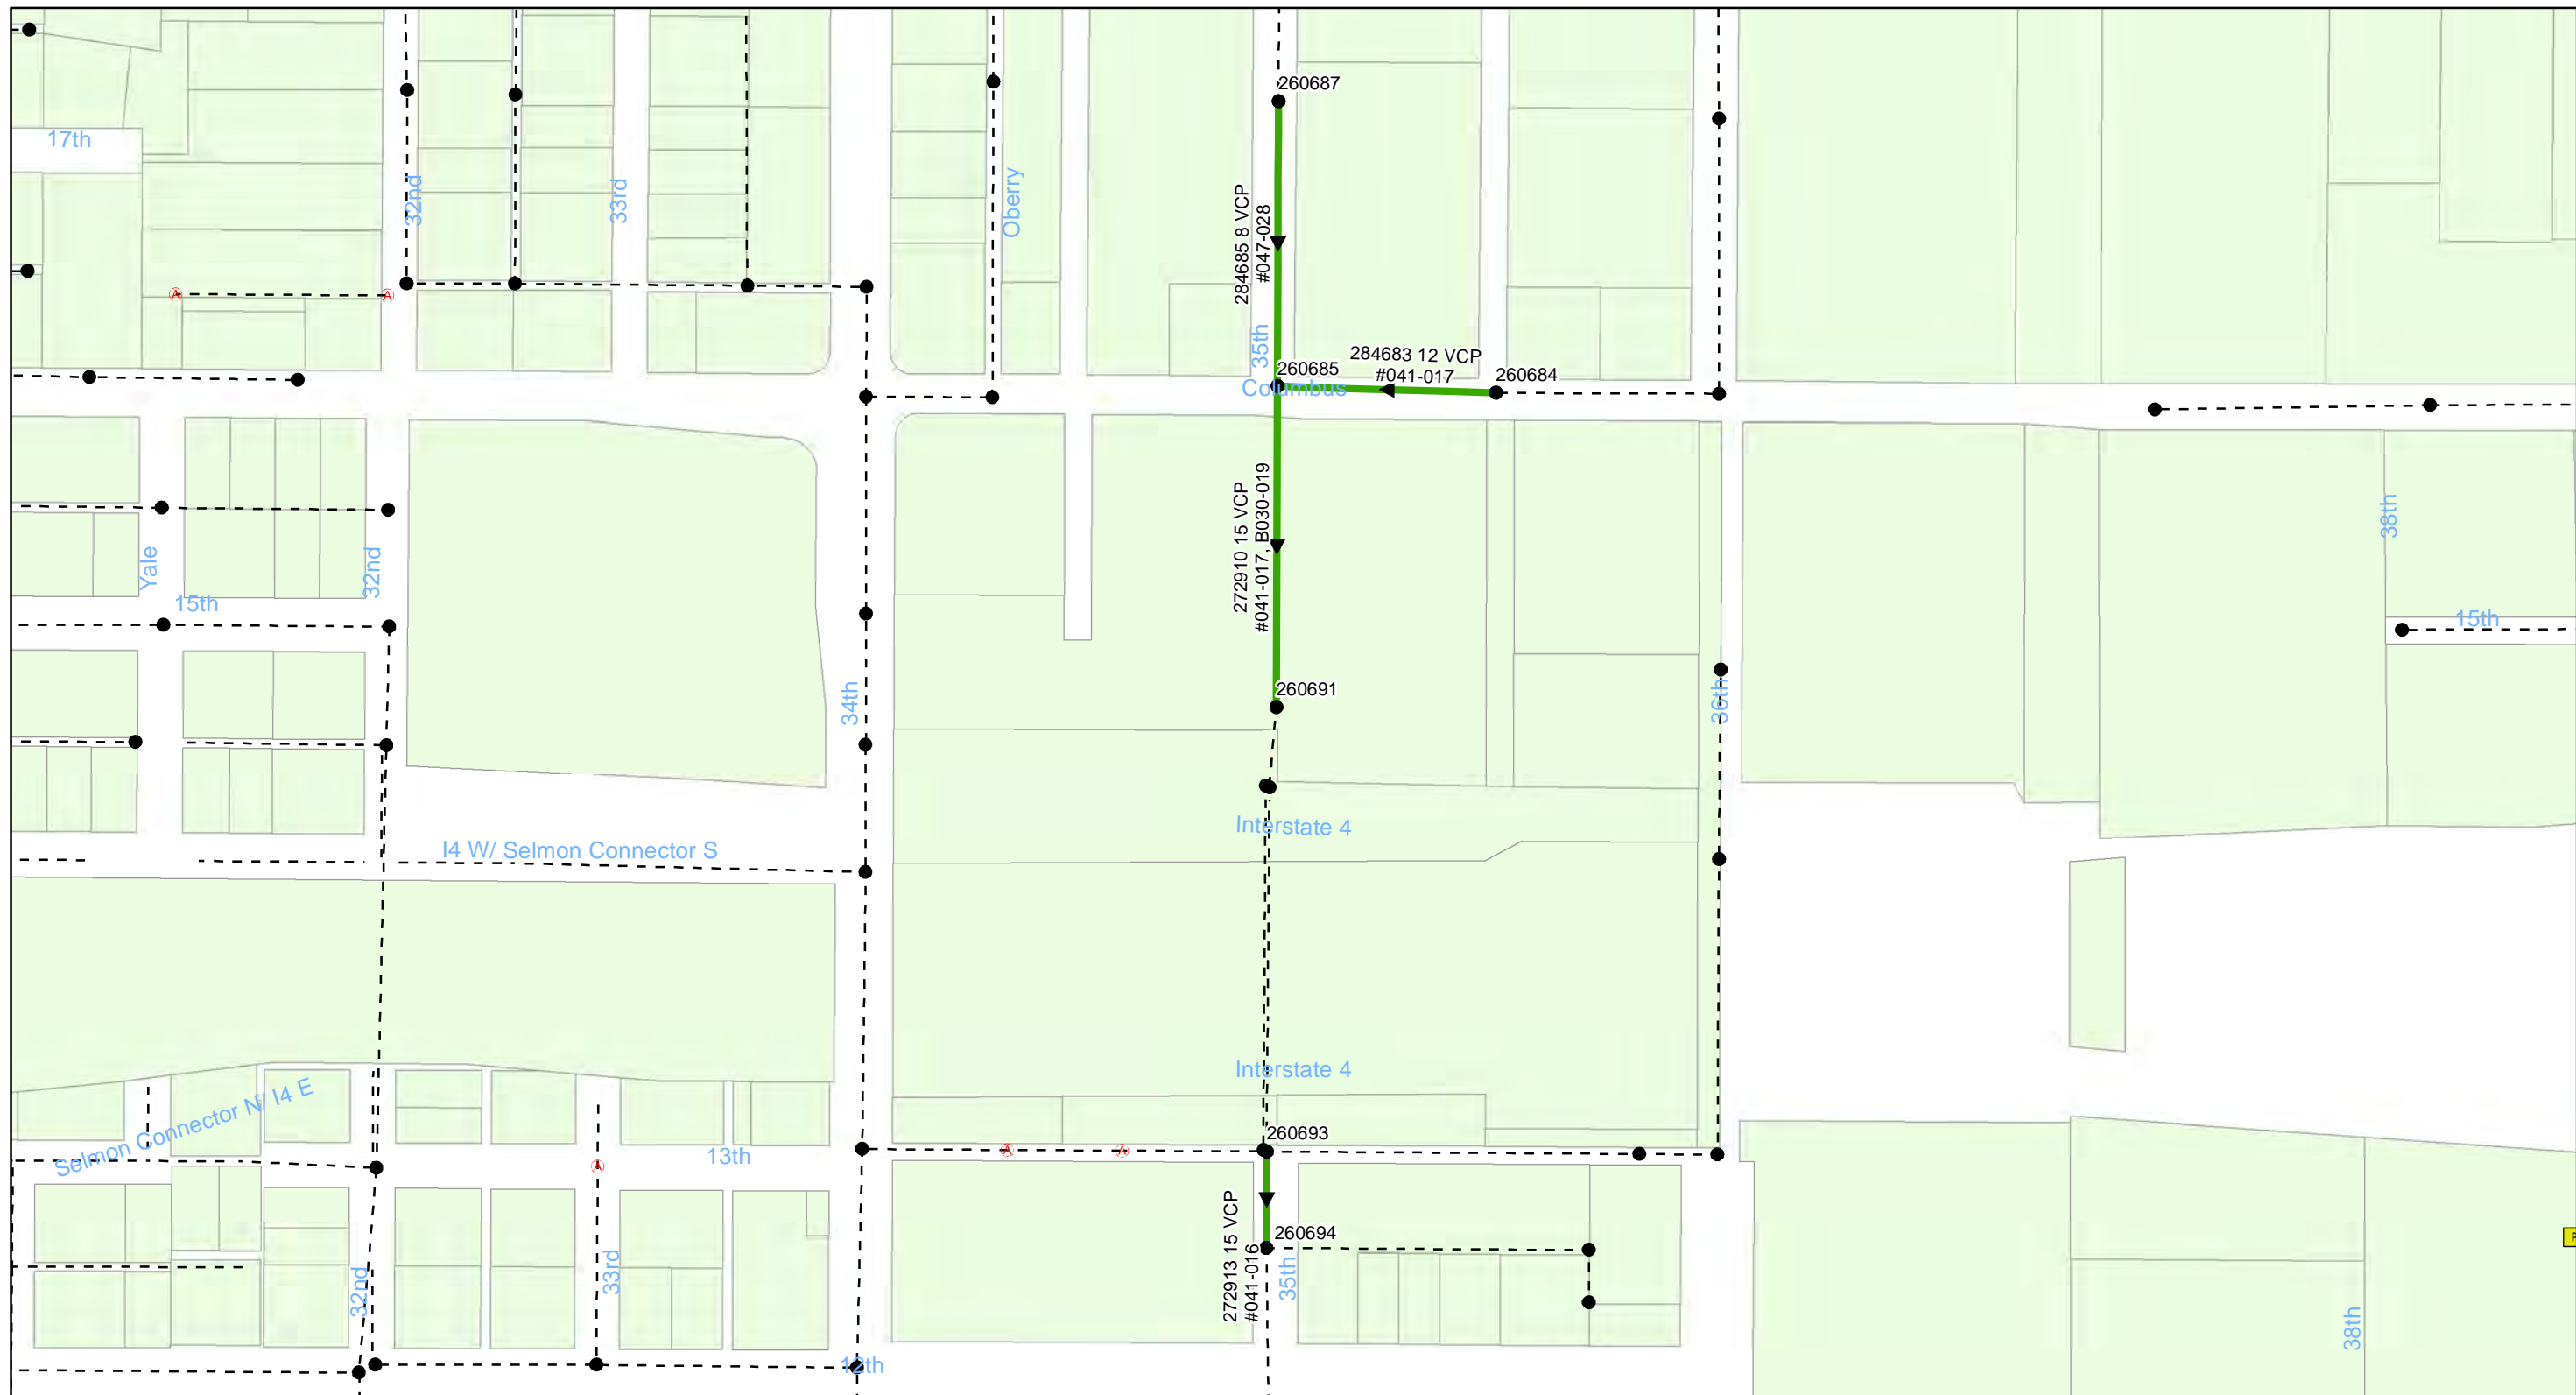 260687
17th
32nd
33rd
Oberry
284685 8 VCP
#047-028
35th
260685
284683 12 VCP
#041-017
260684
Columbus
272910 15 VCP
#041-017, B030-019
38th
Yale
32nd
15th
15th
260691
34th
36th
Interstate 4
I4 W/ Selmon Connector S
Interstate 4
Selmon Connector N/ I4 E
260693
13th
A
A
A
A
A
260694
272913 15 VCP
#041-016
35th
32nd
33rd
38th
12th